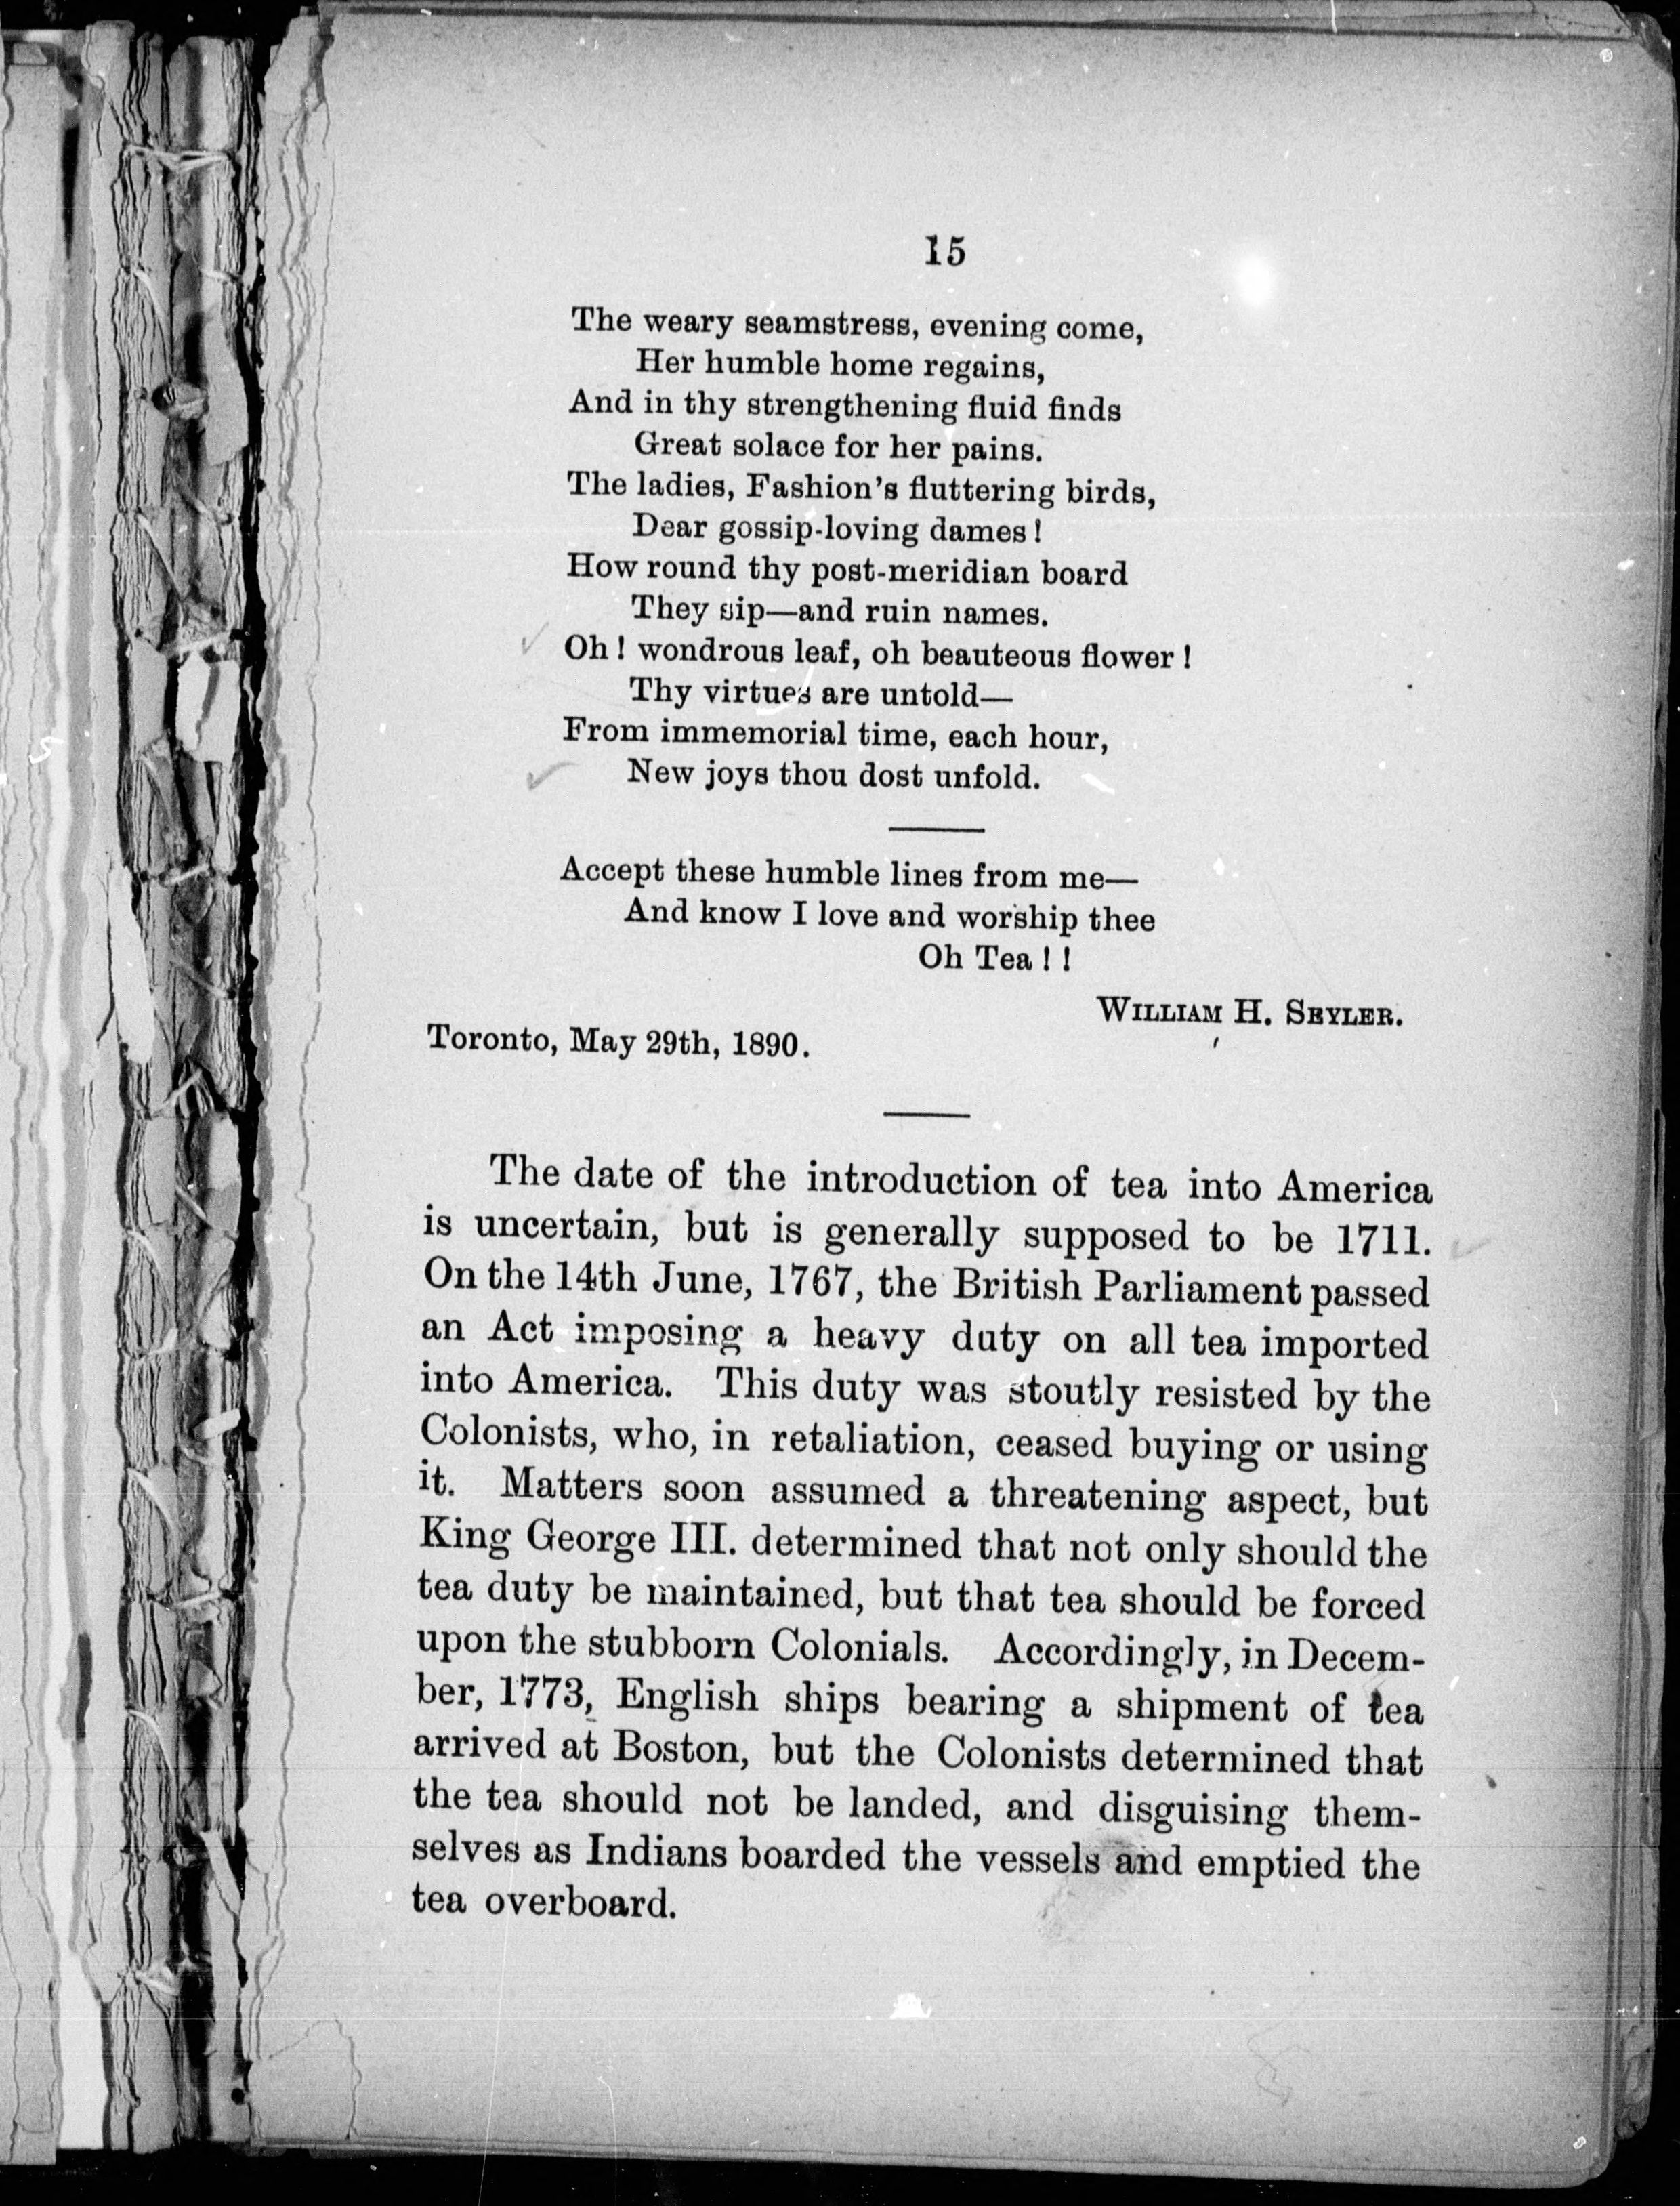 15
The weary seamstress, evening come,
Her humble home regains,
And in thy strengthening fluid finds
Great solace for her pains.
The ladies, Fashion's fluttering birds,
Dear gossip-loving dames!
How round thy post-meridian board
They sip—and ruin names.
Oh! wondrous leaf, oh beauteous flower!
Thy virtues are untold—
From immemorial time, each hour,
New joys thou dost unfold.
Accept these humble lines from me—
And know I love and worship thee
Oh Tea!!
WILLIAM H. SEYLER.
Toronto, May 29th, 1890.
The date of the introduction of tea into America
is uncertain, but is generally supposed to be 1711.
On the 14th June, 1767, the British Parliament passed
an Act imposing a heavy duty on all tea imported
into America. This duty was stoutly resisted by the
Colonists, who, in retaliation, ceased buying or using
it. Matters soon assumed a threatening aspect, but
King George III. determined that not only should the
tea duty be maintained, but that tea should be forced
upon the stubborn Colonials. Accordingly, in Decem-
ber, 1773, English ships bearing a shipment of tea
arrived at Boston, but the Colonists determined that
the tea should not be landed, and disguising them-
selves as Indians boarded the vessels and emptied the
tea overboard.